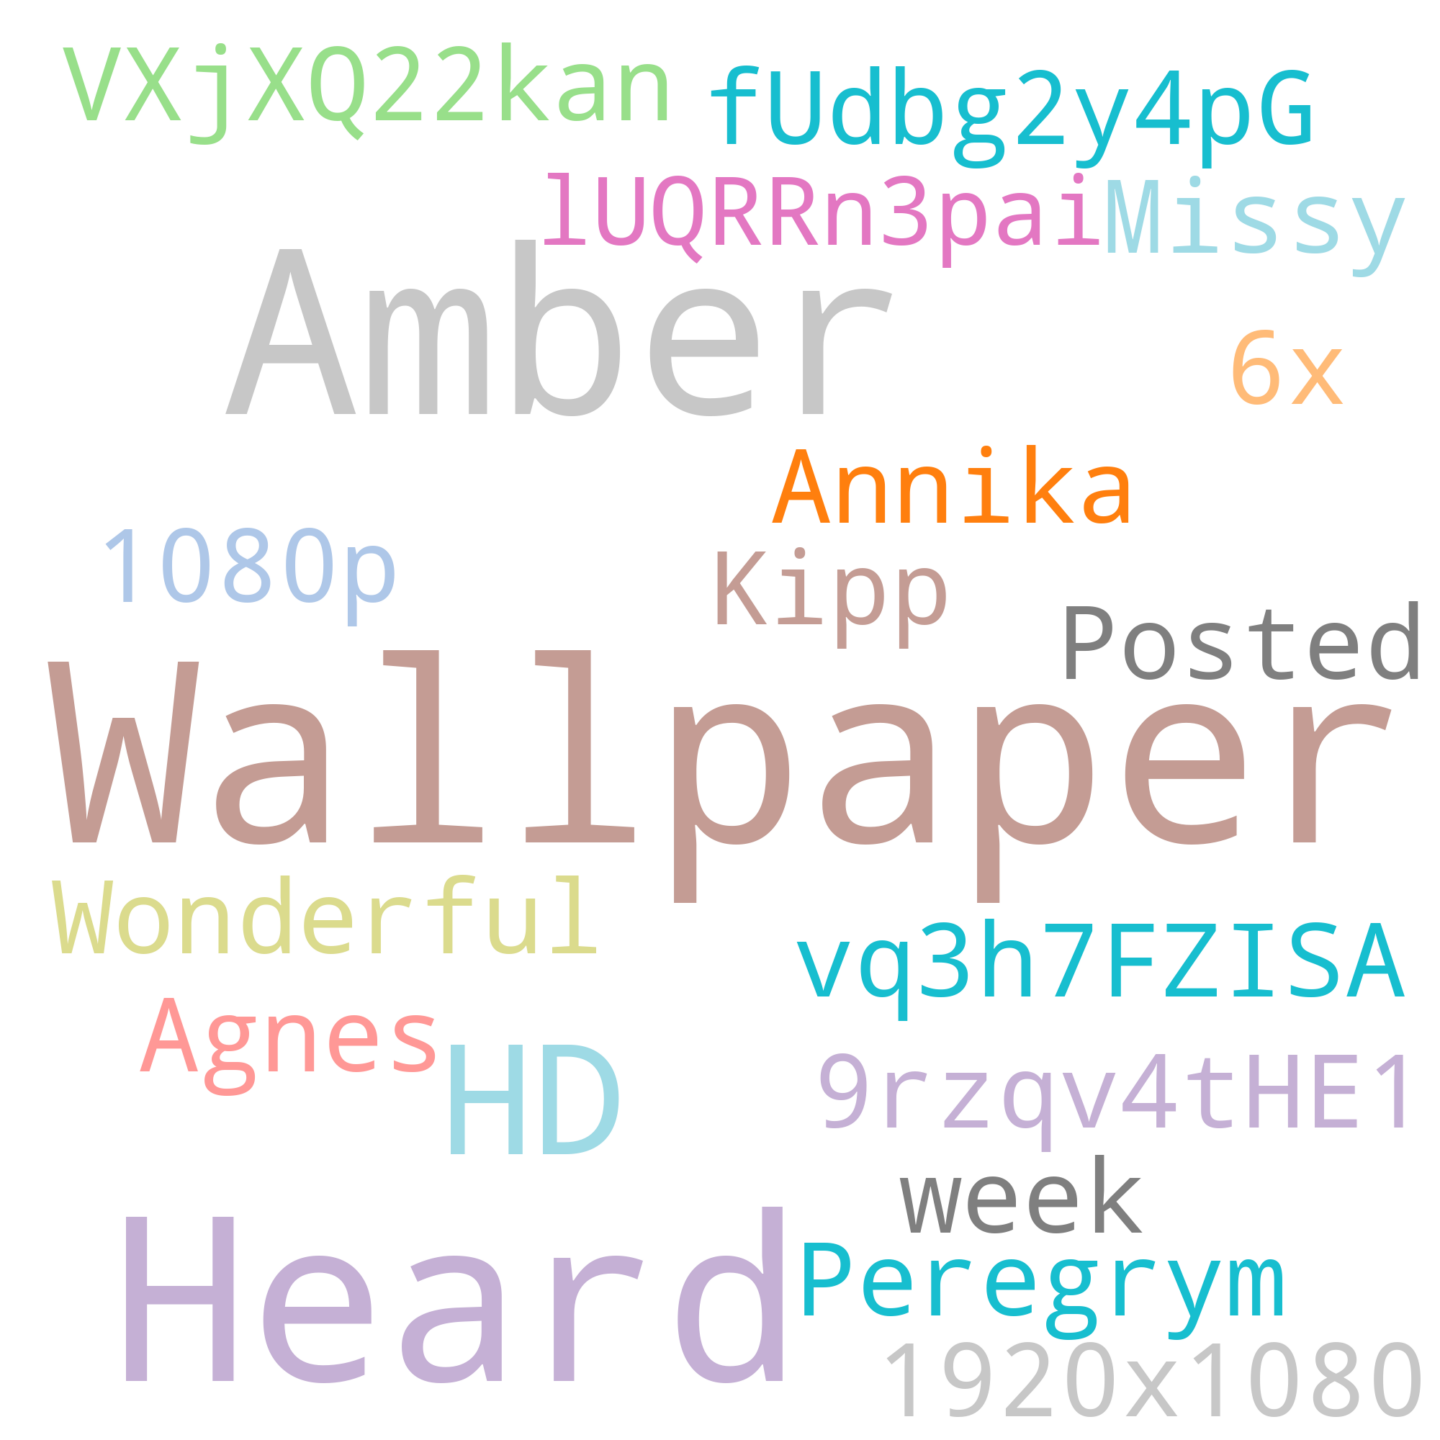 VXjXQ22kan
fUdbg2y4pG
lUQRRn3pai
Missy
Amber
6x
Annika
1080p
Kipp
Posted
Wallpaper
Wonderful
vq3h7FZISA
Agnes
HD
9rzqv4tHE1
week
Heard
Peregrym
1920x1080